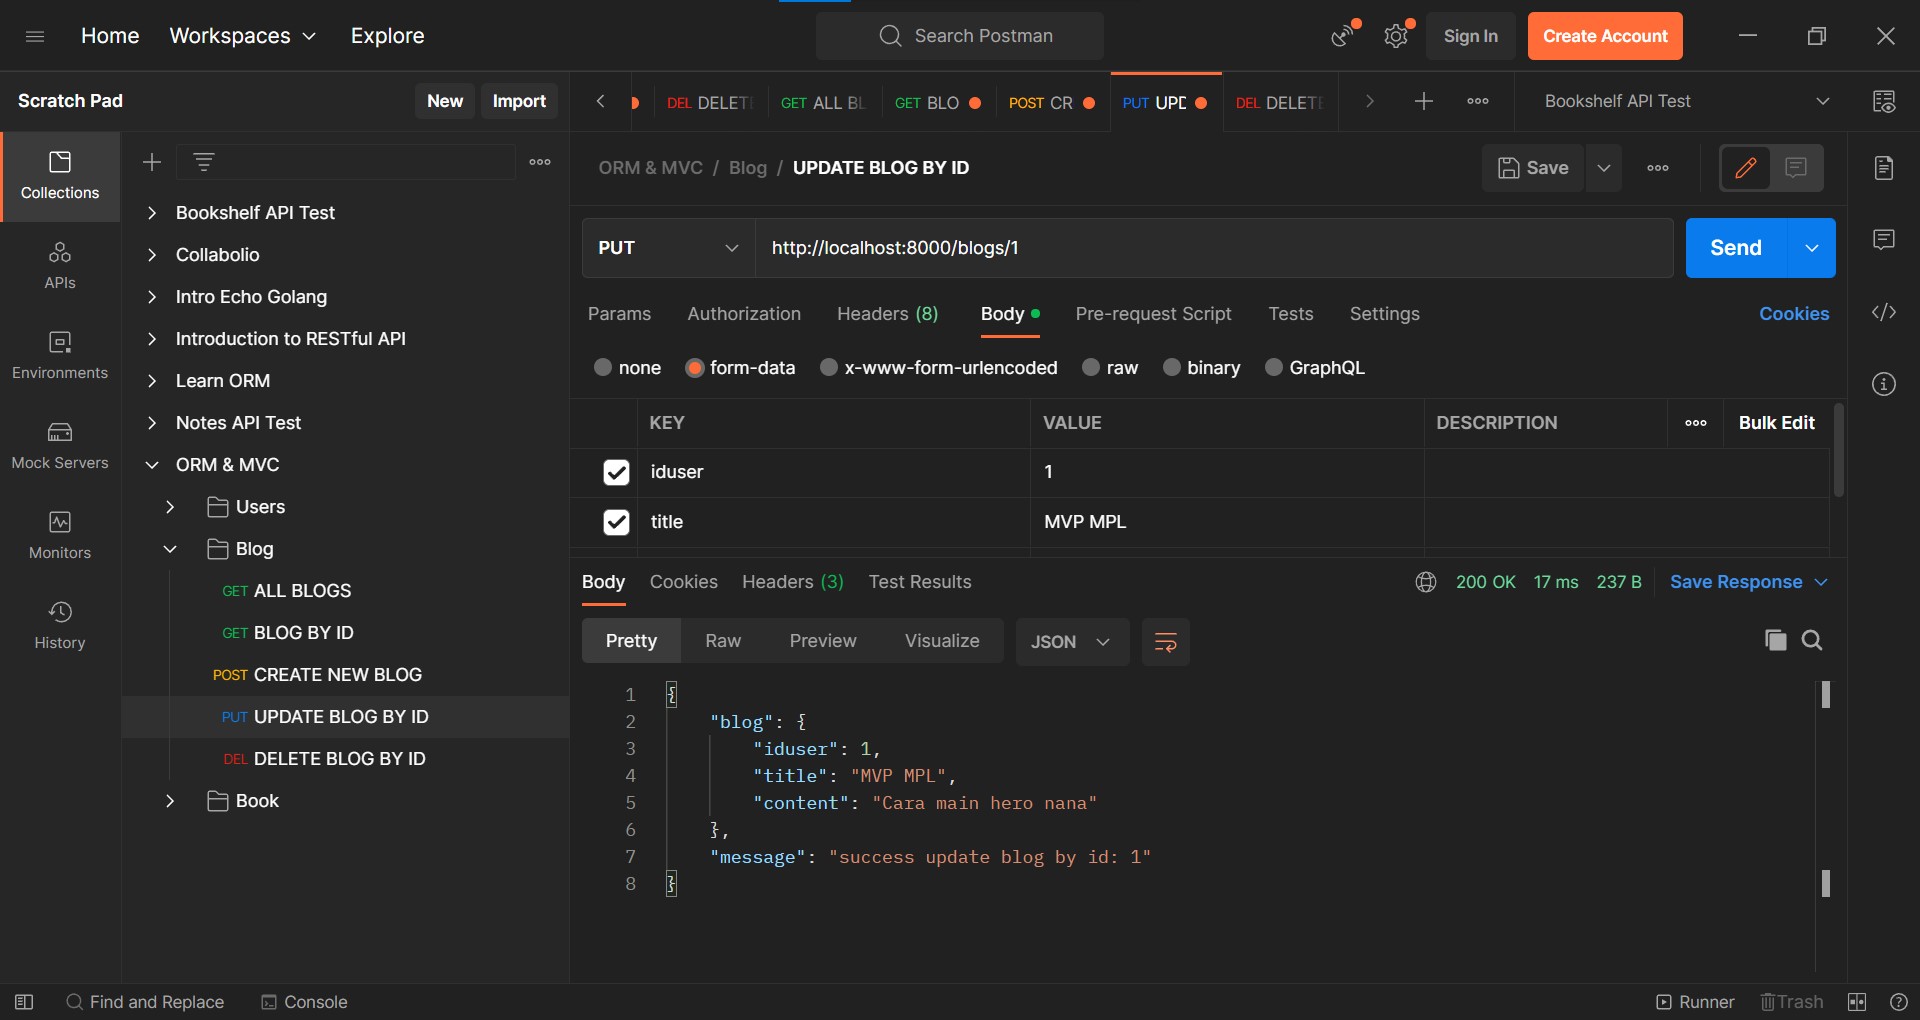 Home Workspaces Explore Search Postman Sign In Create Account
Scratch Pad New Import DEL DELET GET ALL BL GET BLO POST CR PUT UPD DEL DELET Bookshelf API Test
ORM & MVC / Blog / UPDATE BLOG BY ID Save
Collections
APIs
Environments
Mock Servers
Monitors
History
Bookshelf API Test
Collabolio
Intro Echo Golang
Introduction to RESTful API
Learn ORM
Notes API Test
ORM & MVC
Users
Blog
GET ALL BLOGS
GET BLOG BY ID
POST CREATE NEW BLOG
PUT UPDATE BLOG BY ID
DEL DELETE BLOG BY ID
Book
PUT http://localhost:8000/blogs/1 Send
Params Authorization Headers (8) Body Pre-request Script Tests Settings Cookies
none form-data x-www-form-urlencoded raw binary GraphQL
KEY VALUE DESCRIPTION Bulk Edit
iduser 1
title MVP MPL
Body Cookies Headers (3) Test Results 200 OK 17 ms 237 B Save Response
Pretty Raw Preview Visualize JSON
1 {
2 "blog": {
3 "iduser": 1,
4 "title": "MVP MPL",
5 "content": "Cara main hero nana"
6 },
7 "message": "success update blog by id: 1"
8 }
Find and Replace Console Runner Trash